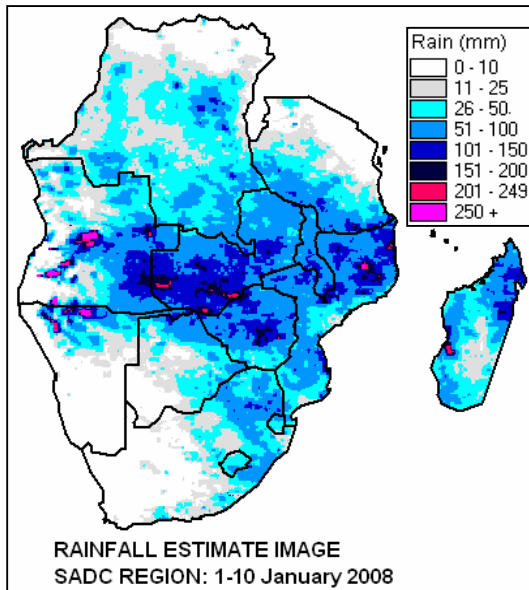 Rain (mm)
0 - 10
11 - 25
26 - 50.
51 - 100
101 - 150
151 - 200
201 - 249
250 +
RAINFALL ESTIMATE IMAGE
SADC REGION: 1-10 January 2008